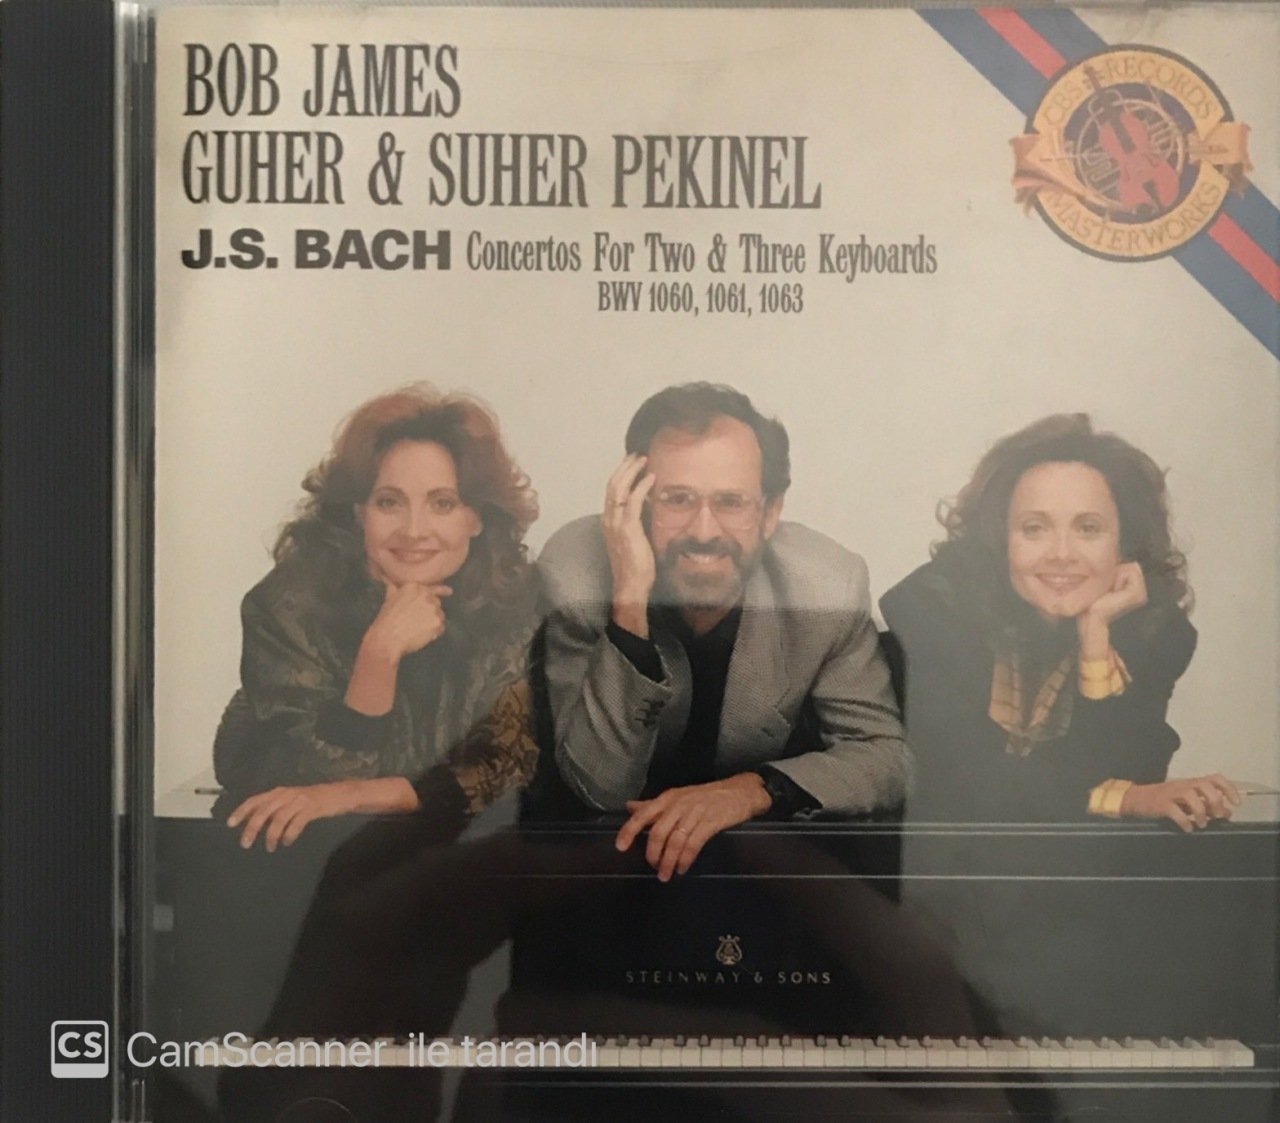 BOB JAMES
GUHER & SUHER PEKINEL
J.S. BACH Concertos For Two & Three Keyboards
BWV 1060, 1061, 1063
CBS RECORDS
MASTERWORKS
STEINWAY & SONS
CS CamScanner ile tarandı